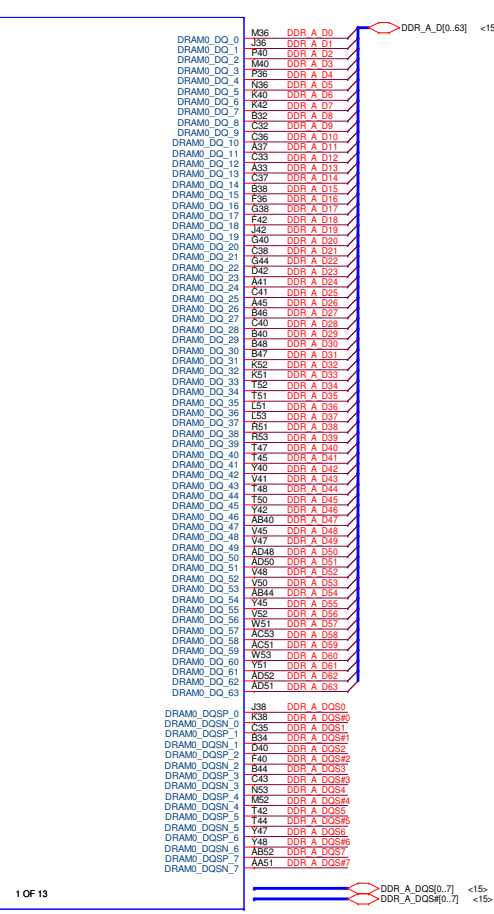 DDR_A_D[0..63] <15
DRAM0_DQ_0 M36 DDR_A_D0
DRAM0_DQ_1 J36 DDR_A_D1
DRAM0_DQ_2 P40 DDR_A_D2
DRAM0_DQ_3 M40 DDR_A_D3
DRAM0_DQ_4 P36 DDR_A_D4
DRAM0_DQ_5 N36 DDR_A_D5
DRAM0_DQ_6 K40 DDR_A_D6
DRAM0_DQ_7 K42 DDR_A_D7
DRAM0_DQ_8 B32 DDR_A_D8
DRAM0_DQ_9 C32 DDR_A_D9
DRAM0_DQ_10 C36 DDR_A_D10
DRAM0_DQ_11 A37 DDR_A_D11
DRAM0_DQ_12 C33 DDR_A_D12
DRAM0_DQ_13 A33 DDR_A_D13
DRAM0_DQ_14 C37 DDR_A_D14
DRAM0_DQ_15 B38 DDR_A_D15
DRAM0_DQ_16 F36 DDR_A_D16
DRAM0_DQ_17 G38 DDR_A_D17
DRAM0_DQ_18 F42 DDR_A_D18
DRAM0_DQ_19 J42 DDR_A_D19
DRAM0_DQ_20 G40 DDR_A_D20
DRAM0_DQ_21 C38 DDR_A_D21
DRAM0_DQ_22 G44 DDR_A_D22
DRAM0_DQ_23 D42 DDR_A_D23
DRAM0_DQ_24 A41 DDR_A_D24
DRAM0_DQ_25 C41 DDR_A_D25
DRAM0_DQ_26 A45 DDR_A_D26
DRAM0_DQ_27 B46 DDR_A_D27
DRAM0_DQ_28 C40 DDR_A_D28
DRAM0_DQ_29 B40 DDR_A_D29
DRAM0_DQ_30 B48 DDR_A_D30
DRAM0_DQ_31 B47 DDR_A_D31
DRAM0_DQ_32 K52 DDR_A_D32
DRAM0_DQ_33 K51 DDR_A_D33
DRAM0_DQ_34 T52 DDR_A_D34
DRAM0_DQ_35 T51 DDR_A_D35
DRAM0_DQ_36 L51 DDR_A_D36
DRAM0_DQ_37 L53 DDR_A_D37
DRAM0_DQ_38 R51 DDR_A_D38
DRAM0_DQ_39 R53 DDR_A_D39
DRAM0_DQ_40 T47 DDR_A_D40
DRAM0_DQ_41 T45 DDR_A_D41
DRAM0_DQ_42 Y40 DDR_A_D42
DRAM0_DQ_43 V41 DDR_A_D43
DRAM0_DQ_44 T48 DDR_A_D44
DRAM0_DQ_45 T50 DDR_A_D45
DRAM0_DQ_46 Y42 DDR_A_D46
DRAM0_DQ_47 AB40 DDR_A_D47
DRAM0_DQ_48 V45 DDR_A_D48
DRAM0_DQ_49 V47 DDR_A_D49
DRAM0_DQ_50 AD48 DDR_A_D50
DRAM0_DQ_51 AD50 DDR_A_D51
DRAM0_DQ_52 V48 DDR_A_D52
DRAM0_DQ_53 V50 DDR_A_D53
DRAM0_DQ_54 AB44 DDR_A_D54
DRAM0_DQ_55 Y45 DDR_A_D55
DRAM0_DQ_56 V52 DDR_A_D56
DRAM0_DQ_57 W51 DDR_A_D57
DRAM0_DQ_58 AC53 DDR_A_D58
DRAM0_DQ_59 AC51 DDR_A_D59
DRAM0_DQ_60 W53 DDR_A_D60
DRAM0_DQ_61 Y51 DDR_A_D61
DRAM0_DQ_62 AD52 DDR_A_D62
DRAM0_DQ_63 AD51 DDR_A_D63
DRAM0_DQSP_0 J38 DDR_A_DQS0
DRAM0_DQSN_0 K38 DDR_A_DQS#0
DRAM0_DQSP_1 C35 DDR_A_DQS1
DRAM0_DQSN_1 B34 DDR_A_DQS#1
DRAM0_DQSP_2 D40 DDR_A_DQS2
DRAM0_DQSN_2 F40 DDR_A_DQS#2
DRAM0_DQSP_3 B44 DDR_A_DQS3
DRAM0_DQSN_3 C43 DDR_A_DQS#3
DRAM0_DQSP_4 N53 DDR_A_DQS4
DRAM0_DQSN_4 M52 DDR_A_DQS#4
DRAM0_DQSP_5 T42 DDR_A_DQS5
DRAM0_DQSN_5 T44 DDR_A_DQS#5
DRAM0_DQSP_6 Y47 DDR_A_DQS6
DRAM0_DQSN_6 Y48 DDR_A_DQS#6
DRAM0_DQSP_7 AB52 DDR_A_DQS7
DRAM0_DQSN_7 AA51 DDR_A_DQS#7
1 OF 13
DDR_A_DQS[0..7] <15>
DDR_A_DQS#[0..7] <15>